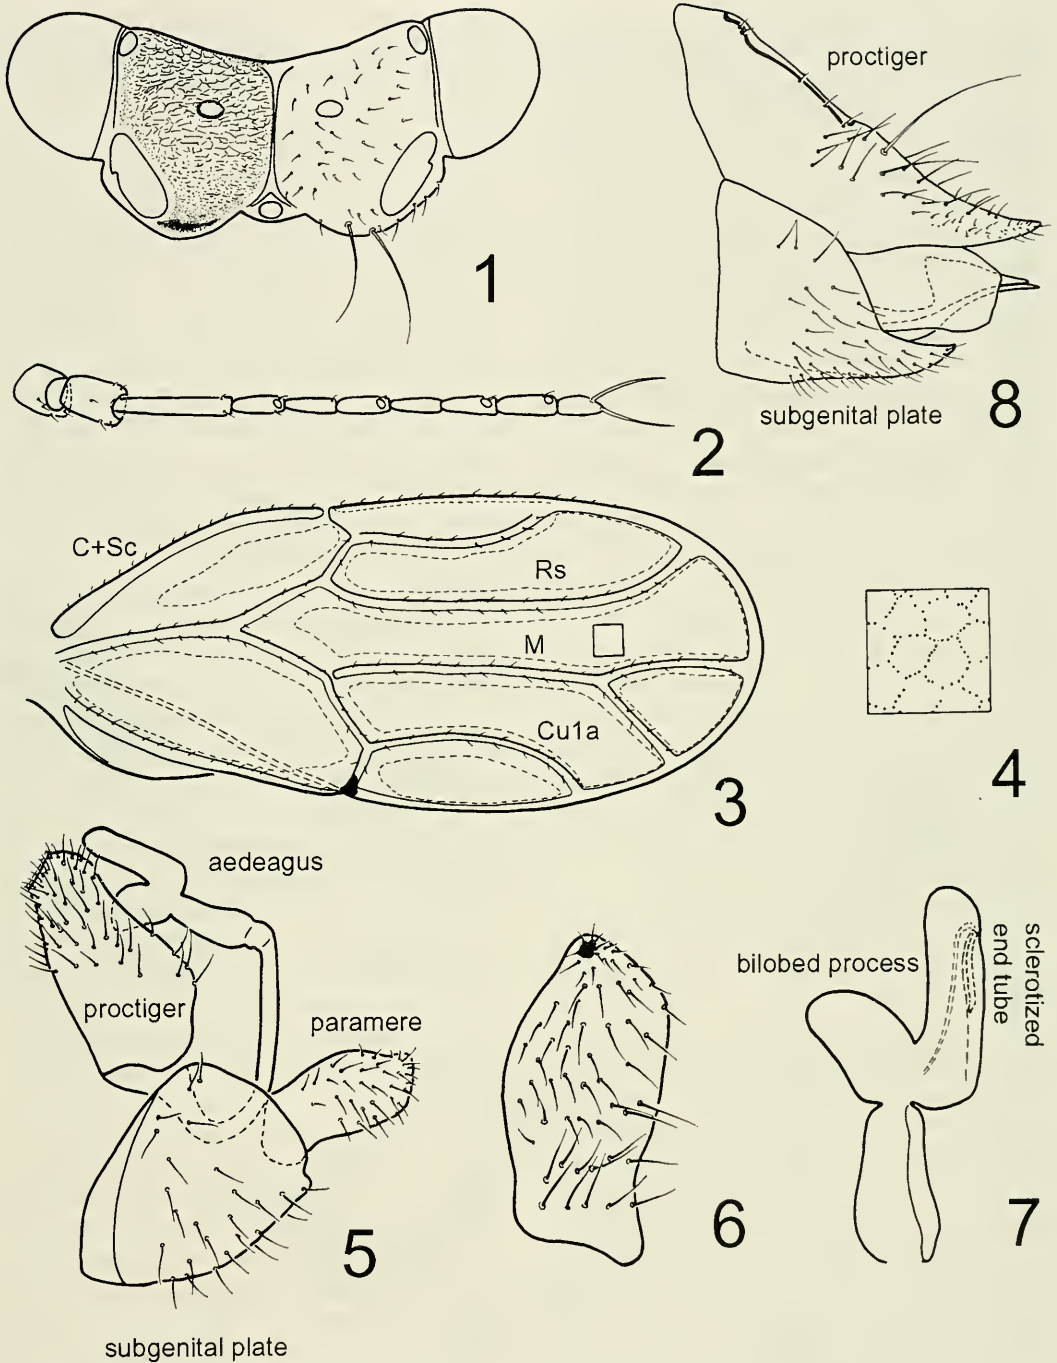 1
proctiger
8
subgenital plate
2
C+Sc
Rs
M
Cu1a
3
4
aedeagus
proctiger
paramere
5
subgenital plate
6
bilobed process
sclerotized
end tube
7